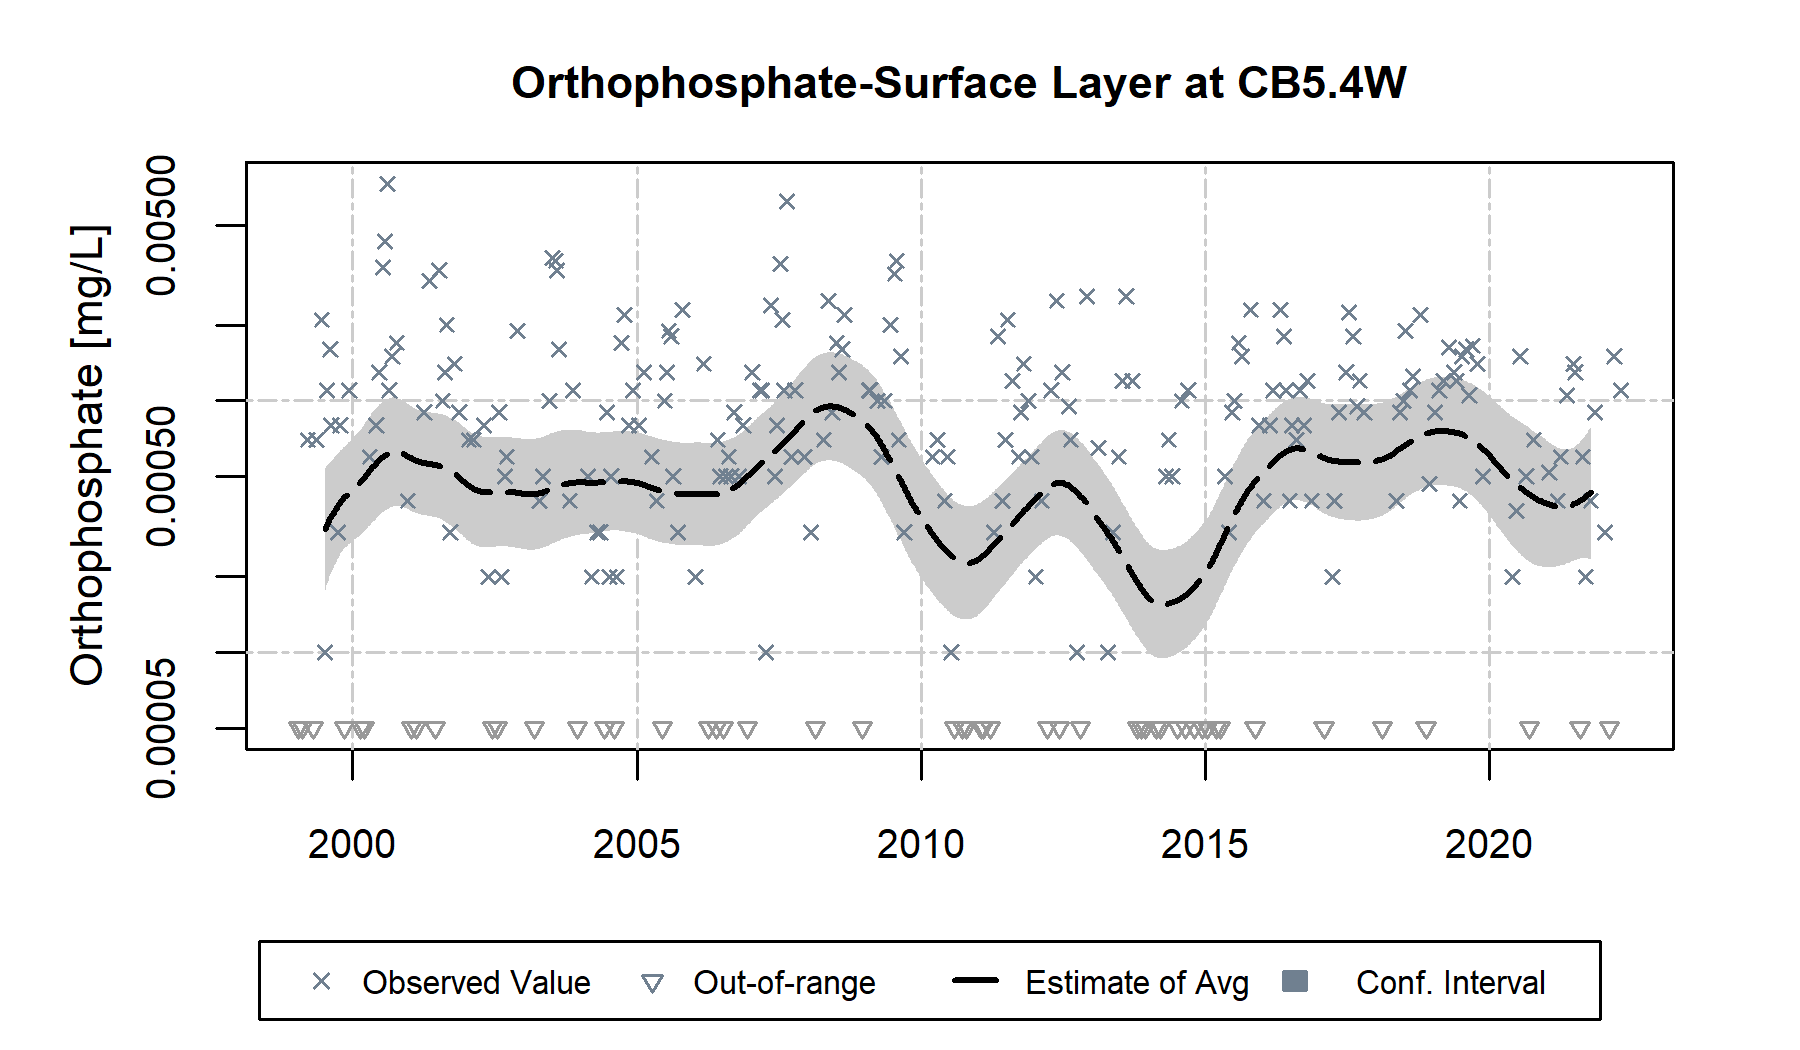 Orthophosphate-Surface Layer at CB5.4W
Orthophosphate [mg/L]
0.00500
0.00050
0.00005
2000 2005 2010 2015 2020
Observed Value Out-of-range Estimate of Avg Conf. Interval